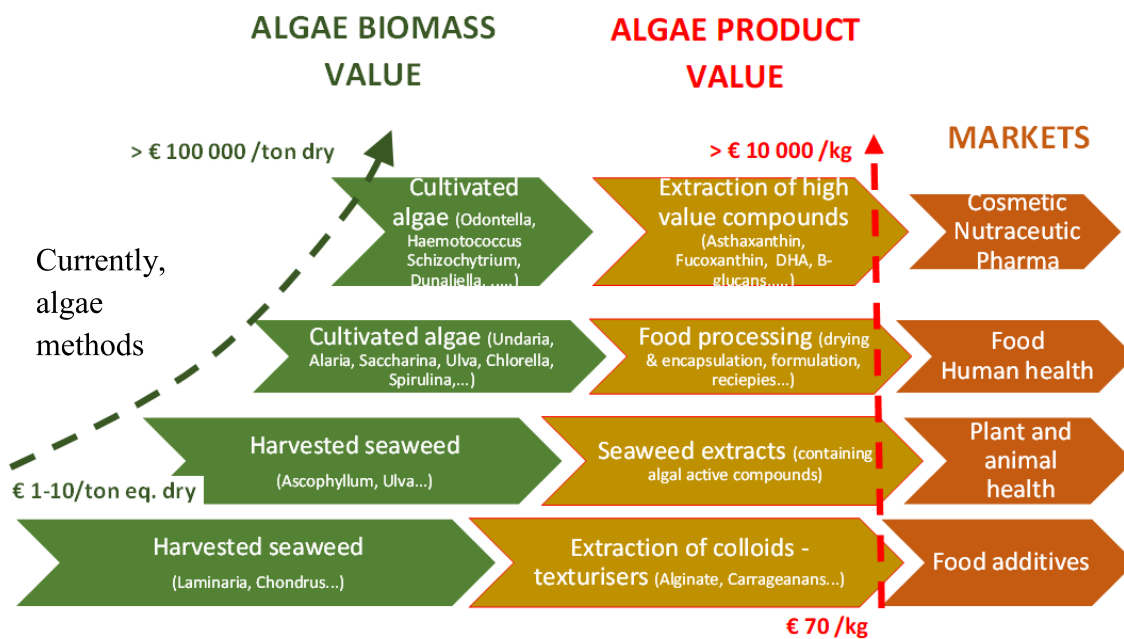 ALGAE BIOMASS
VALUE
ALGAE PRODUCT
VALUE
MARKETS
> € 100 000 /ton dry
> € 10 000 /kg
Currently,
algae
methods
Cultivated
algae (Odontella,
Haemotococcus
Schizochytrium,
Dunaliella, .....)
Extraction of high
value compounds
(Asthaxanthin,
Fucoxanthin, DHA, B-
glucans.....)
Cosmetic
Nutraceutic
Pharma
Cultivated algae (Undaria,
Alaria, Saccharina, Ulva, Chlorella,
Spirulina,...)
Food processing (drying
& encapsulation, formulation,
reciepies...)
Food
Human health
€ 1-10/ton eq. dry
Harvested seaweed
(Ascophyllum, Ulva...)
Seaweed extracts (containing
algal active compounds)
Plant and
animal
health
Harvested seaweed
(Laminaria, Chondrus...)
Extraction of colloids -
texturisers (Alginate, Carrageanans...)
Food additives
€ 70 /kg